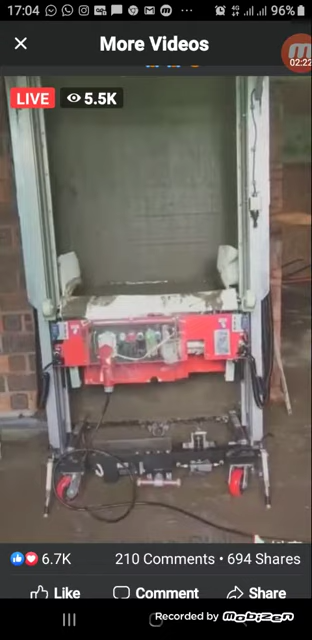 17:04 96%
More Videos
LIVE 5.5K
02:22
6.7K 210 Comments • 694 Shares
Like Comment Share
Recorded by MOBIZEN